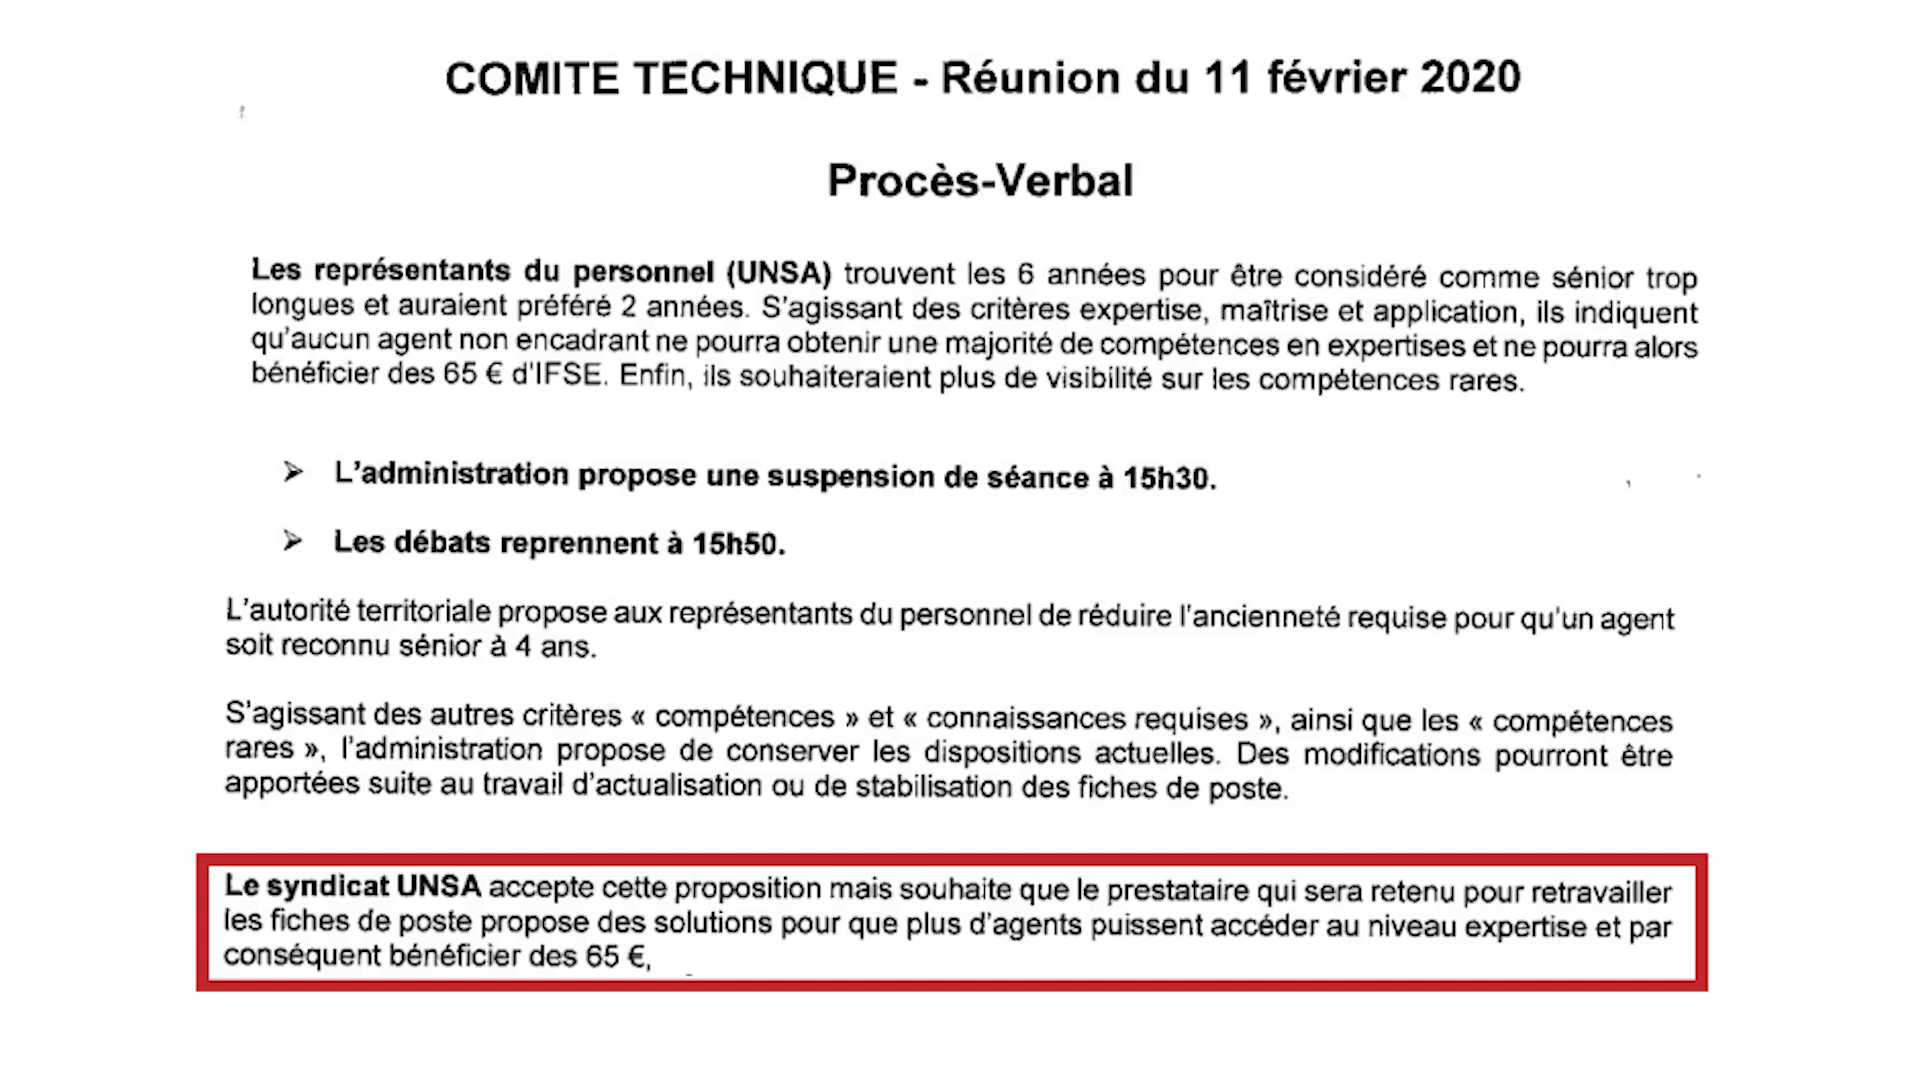 COMITE TECHNIQUE - Réunion du 11 février 2020
Procès-Verbal
Les représentants du personnel (UNSA) trouvent les 6 années pour être considéré comme sénior trop
longues et auraient préféré 2 années. S'agissant des critères expertise, maîtrise et application, ils indiquent
qu'aucun agent non encadrant ne pourra obtenir une majorité de compétences en expertises et ne pourra alors
bénéficier des 65 € d'IFSE. Enfin, ils souhaiteraient plus de visibilité sur les compétences rares.
➢ L'administration propose une suspension de séance à 15h30.
➢ Les débats reprennent à 15h50.
L'autorité territoriale propose aux représentants du personnel de réduire l'ancienneté requise pour qu'un agent
soit reconnu sénior à 4 ans.
S'agissant des autres critères « compétences » et « connaissances requises », ainsi que les « compétences
rares », l'administration propose de conserver les dispositions actuelles. Des modifications pourront être
apportées suite au travail d'actualisation ou de stabilisation des fiches de poste.
Le syndicat UNSA accepte cette proposition mais souhaite que le prestataire qui sera retenu pour retravailler
les fiches de poste propose des solutions pour que plus d'agents puissent accéder au niveau expertise et par
conséquent bénéficier des 65 €,